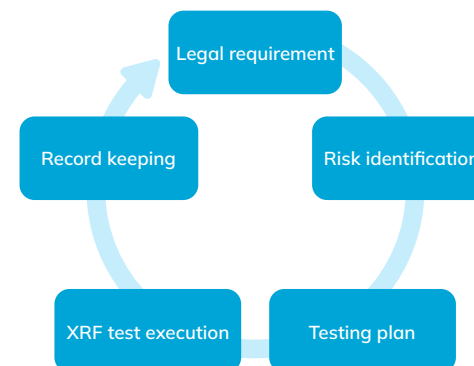 Legal requirement
Risk identification
Testing plan
XRF test execution
Record keeping